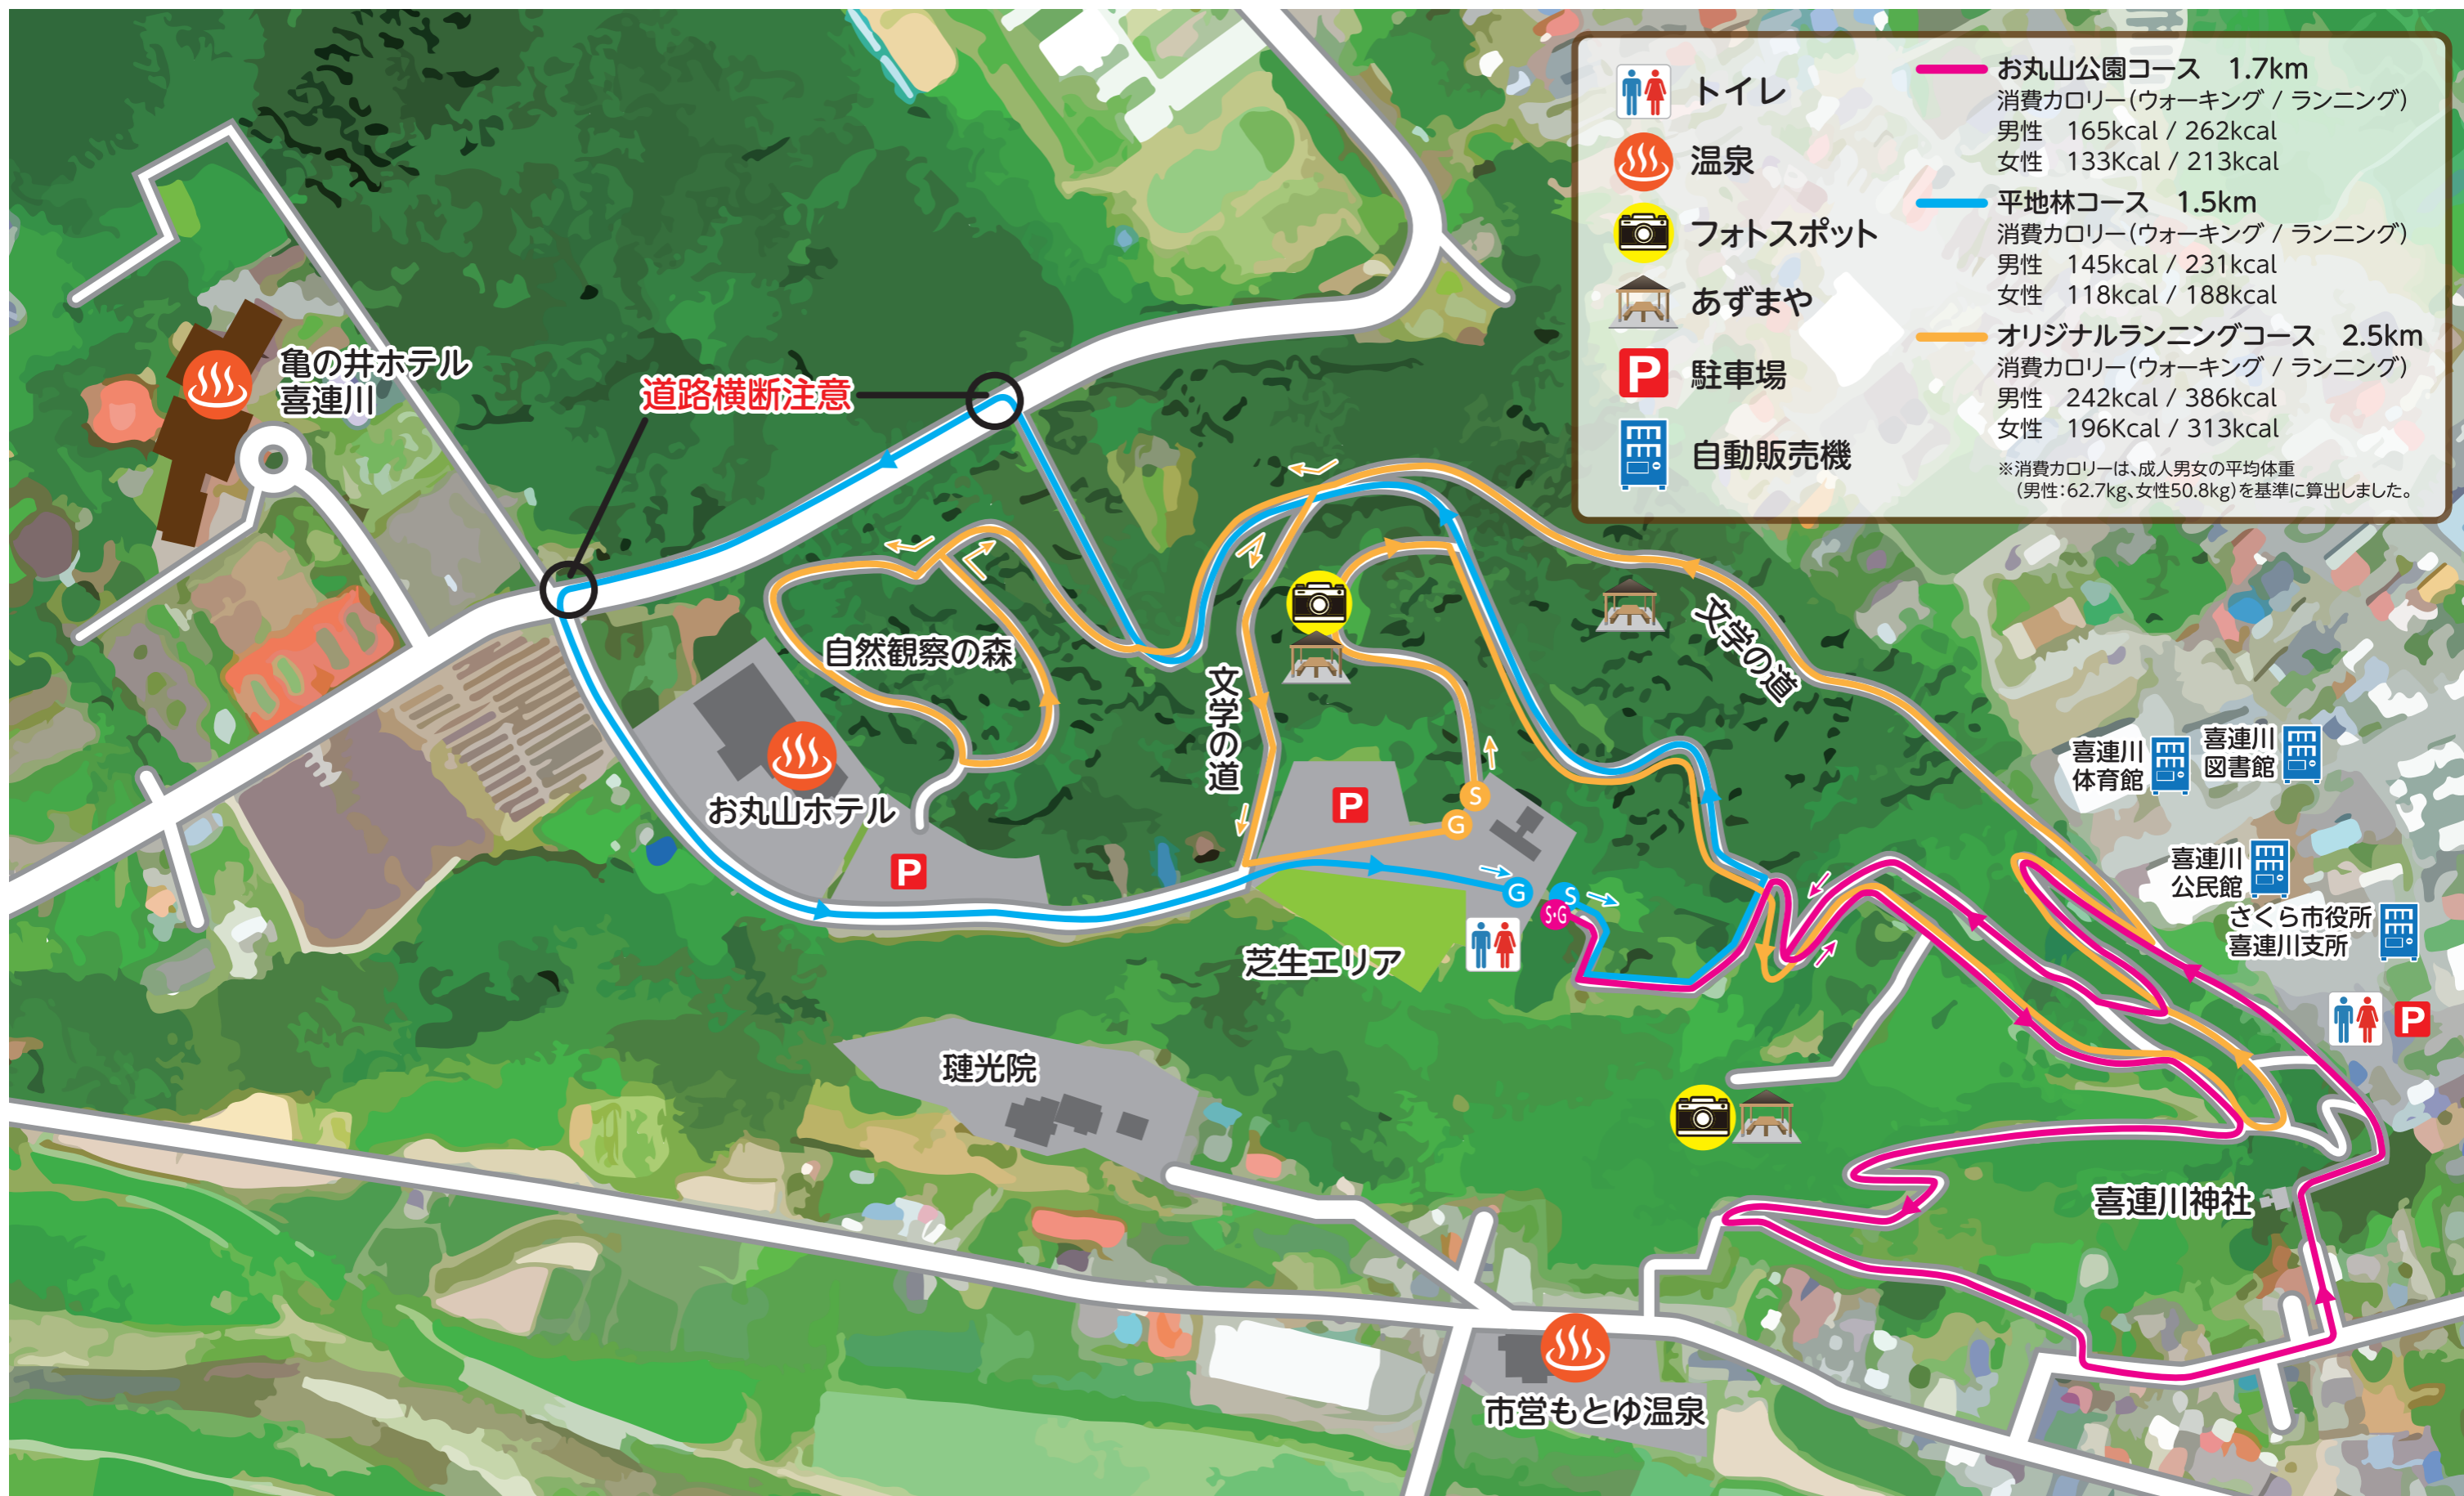 トイレ
温泉
フォトスポット
あずまや
P 駐車場
自動販売機
お丸山公園コース　1.7km
消費カロリー（ウォーキング / ランニング）
男性　165kcal / 262kcal
女性　133Kcal / 213kcal
平地林コース　1.5km
消費カロリー（ウォーキング / ランニング）
男性　145kcal / 231kcal
女性　118kcal / 188kcal
オリジナルランニングコース　2.5km
消費カロリー（ウォーキング / ランニング）
男性　242kcal / 386kcal
女性　196Kcal / 313kcal
※消費カロリーは、成人男女の平均体重
（男性：62.7kg、女性50.8kg）を基準に算出しました。
亀の井ホテル
喜連川
道路横断注意
自然観察の森
文学の道
文学の道
お丸山ホテル
P
P
S
G
G
S
S・G
芝生エリア
喜連川
体育館
喜連川
図書館
喜連川
公民館
さくら市役所
喜連川支所
P
璉光院
喜連川神社
市営もとゆ温泉